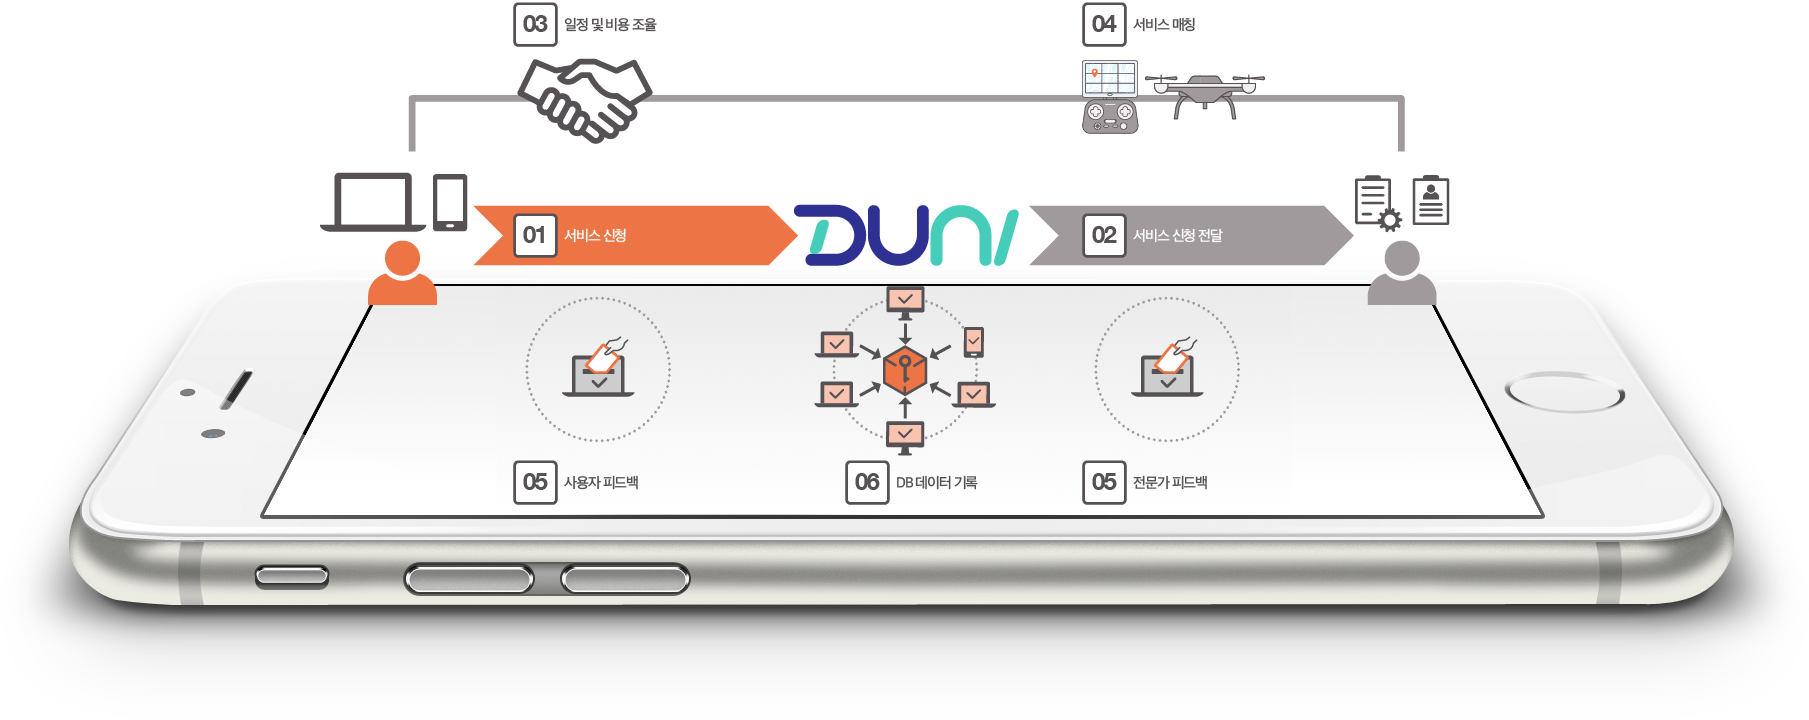 03 일정 및 비용 조율
04 서비스 매칭
01 서비스 신청
DUNI
02 서비스 신청 전달
05 사용자 피드백
06 DB 데이터 기록
05 전문가 피드백